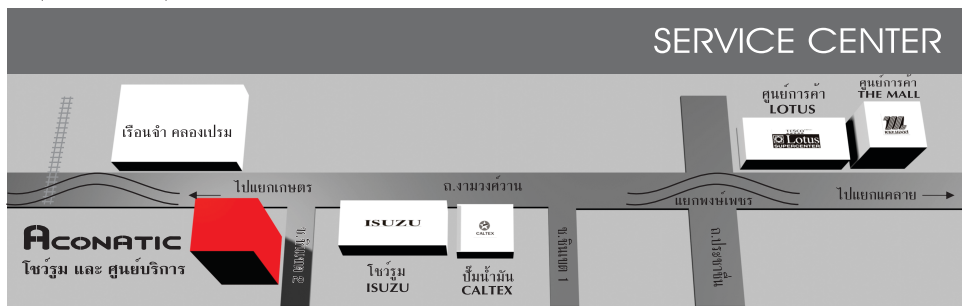 SERVICE CENTER
ศูนย์การค้า
LOTUS
ศูนย์การค้า
THE MALL
เรือนจำ คลองเปรม
TESCO
Lotus
SUPERCENTER
ไปแยกเกษตร
ถ.งามวงศ์วาน
แยกพงษ์เพชร
ไปแยกแคลาย
ACONATIC
โชว์รูม และ ศูนย์บริการ
ISUZU
CALTEX
โชว์รูม
ISUZU
ปั๊มน้ำมัน
CALTEX
ถ.ประชาชื่น